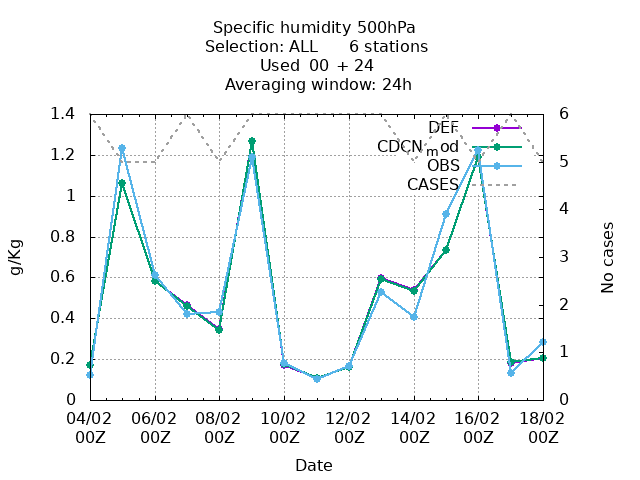 Specific humidity 500hPa
Selection: ALL 6 stations
Used 00 + 24
Averaging window: 24h
1.4
1.2
1
0.8
0.6
0.4
0.2
0
g/Kg
6
5
4
3
2
1
0
No cases
DEF
CDCN_mod
OBS
CASES
04/02 06/02 08/02 10/02 12/02 14/02 16/02 18/02
00Z 00Z 00Z 00Z 00Z 00Z 00Z 00Z
Date